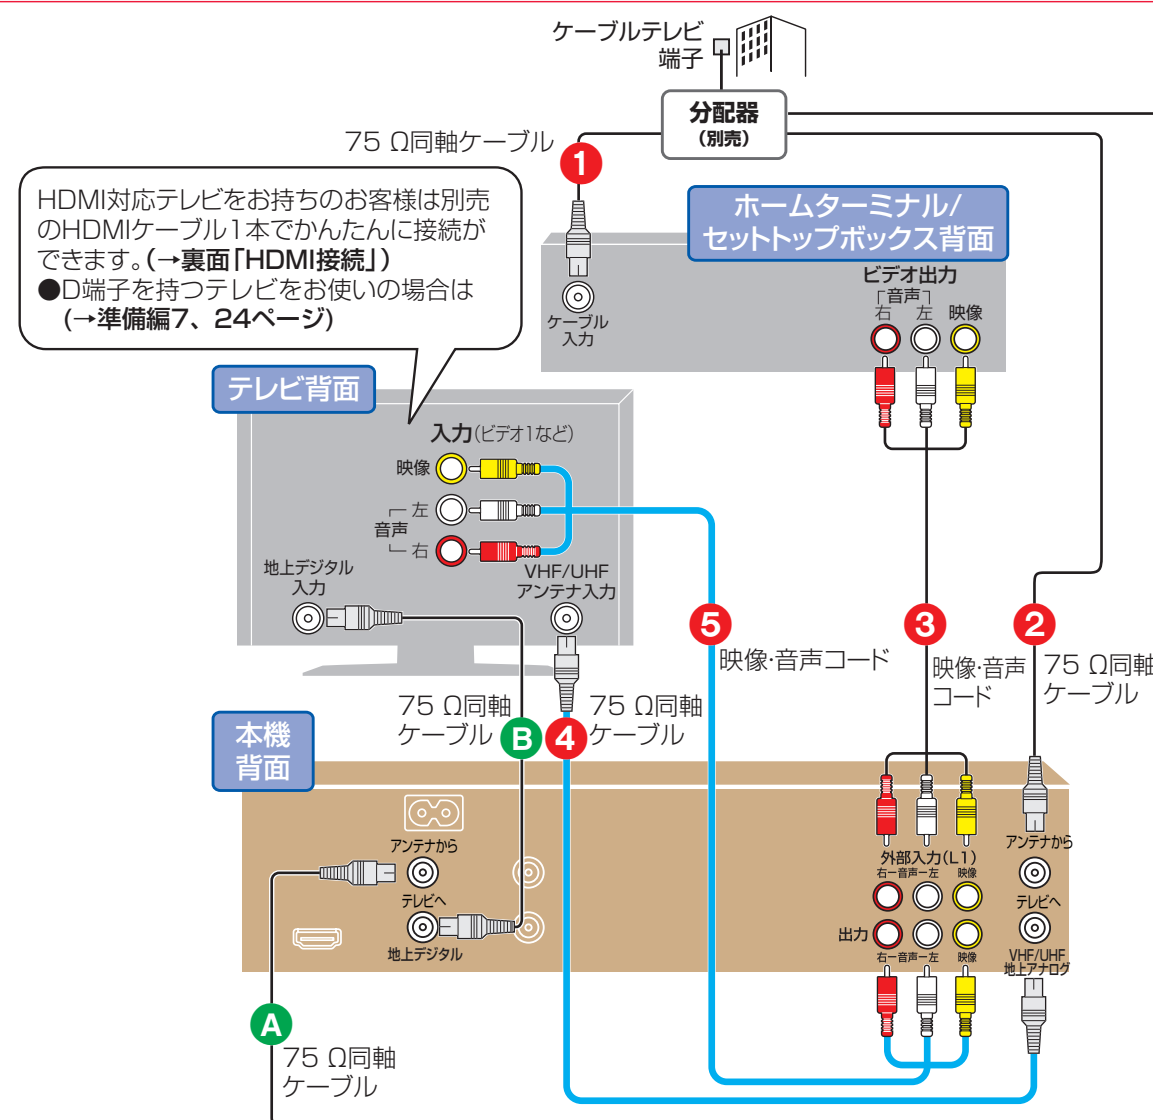 ケーブルテレビ
端子
分配器
(別売)
75 Ω同軸ケーブル
1
HDMI対応テレビをお持ちのお客様は別売
のHDMIケーブル1本でかんたんに接続が
できます。(→裏面「HDMI接続」)
●D端子を持つテレビをお使いの場合は
(→準備編7、24ページ)
ホームターミナル/
セットトップボックス背面
ビデオ出力
「音声」
右 左 映像
ケーブル
入力
テレビ背面
入力(ビデオ1など)
映像
左
音声
右
地上デジタル
入力
VHF/UHF
アンテナ入力
5
映像・音声コード
3
映像・音声
コード
2
75 Ω同軸
ケーブル
75 Ω同軸
ケーブル
B
4
75 Ω同軸
ケーブル
本機
背面
アンテナから
テレビへ
地上デジタル
外部入力(L1)
右ー音声ー左 映像
出力
右ー音声ー左 映像
アンテナから
テレビへ
VHF/UHF
地上アナログ
A
75 Ω同軸
ケーブル